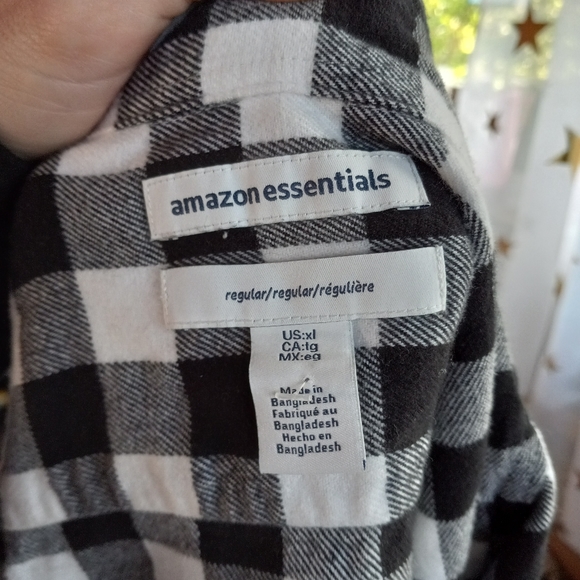 amazon essentials
regular/regular/régulière
US:xl
CA:tg
MX:eg
Made in
Bangladesh
Fabriqué au
Bangladesh
Hecho en
Bangladesh